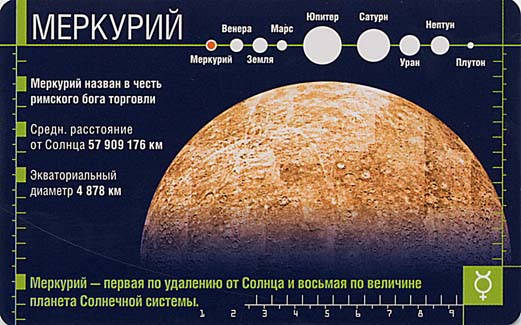 МЕРКУРИЙ
Меркурий
Венера
Земля
Марс
Юпитер
Сатурн
Уран
Нептун
Плутон
Меркурий назван в честь
римского бога торговли
Средн. расстояние
от Солнца 57 909 176 км
Экваториальный
диаметр 4 878 км
Меркурий — первая по удалению от Солнца и восьмая по величине
планета Солнечной системы.
1 2 3 4 5 6 7 8 9